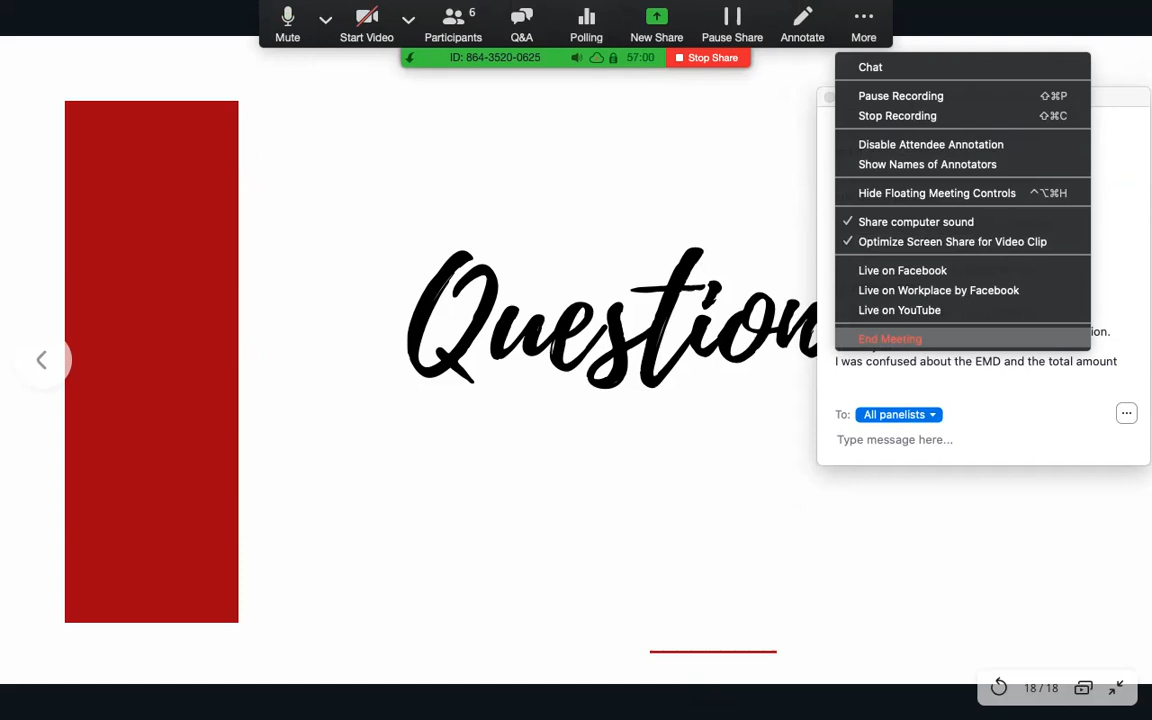 6
Mute
Start Video
Participants
Q&A
Polling
New Share
Pause Share
Annotate
More
ID: 864-3520-0625
57:00
Stop Share
Chat
Pause Recording ⇧⌘P
Stop Recording ⇧⌘C
Disable Attendee Annotation
Show Names of Annotators
Hide Floating Meeting Controls ^⌥⌘H
Share computer sound
Optimize Screen Share for Video Clip
Live on Facebook
Live on Workplace by Facebook
Live on YouTube
End Meeting
ion.
I was confused about the EMD and the total amount
To: All panelists
Type message here...
Question
18 / 18